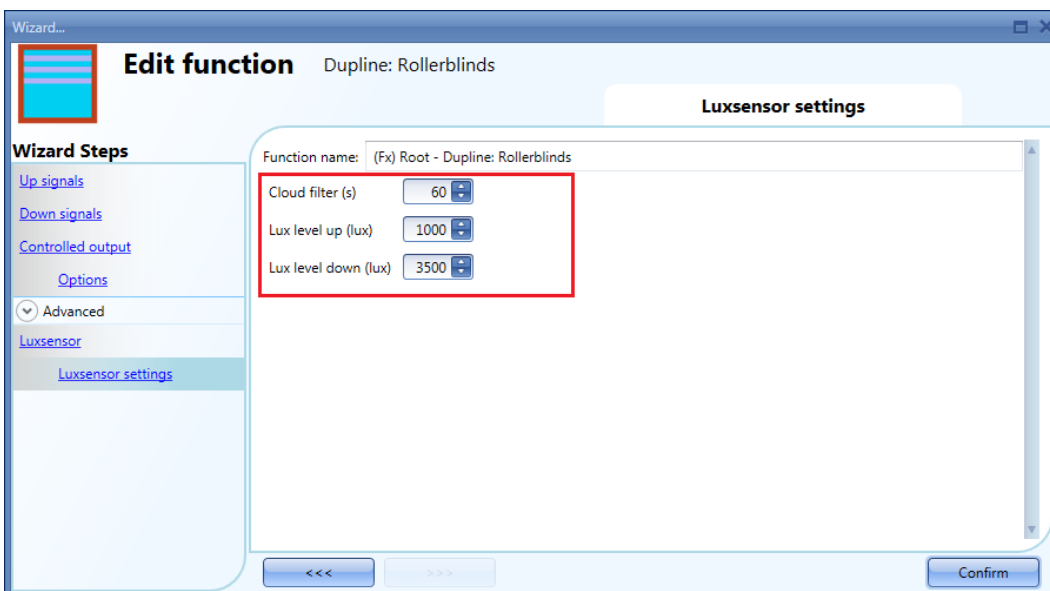 Wizard...
Edit function Dupline: Rollerblinds
Luxsensor settings
Wizard Steps
Up signals
Down signals
Controlled output
Options
Advanced
Luxsensor
Luxsensor settings
Function name: (Fx) Root - Dupline: Rollerblinds
Cloud filter (s) 60
Lux level up (lux) 1000
Lux level down (lux) 3500
<<< >>> Confirm